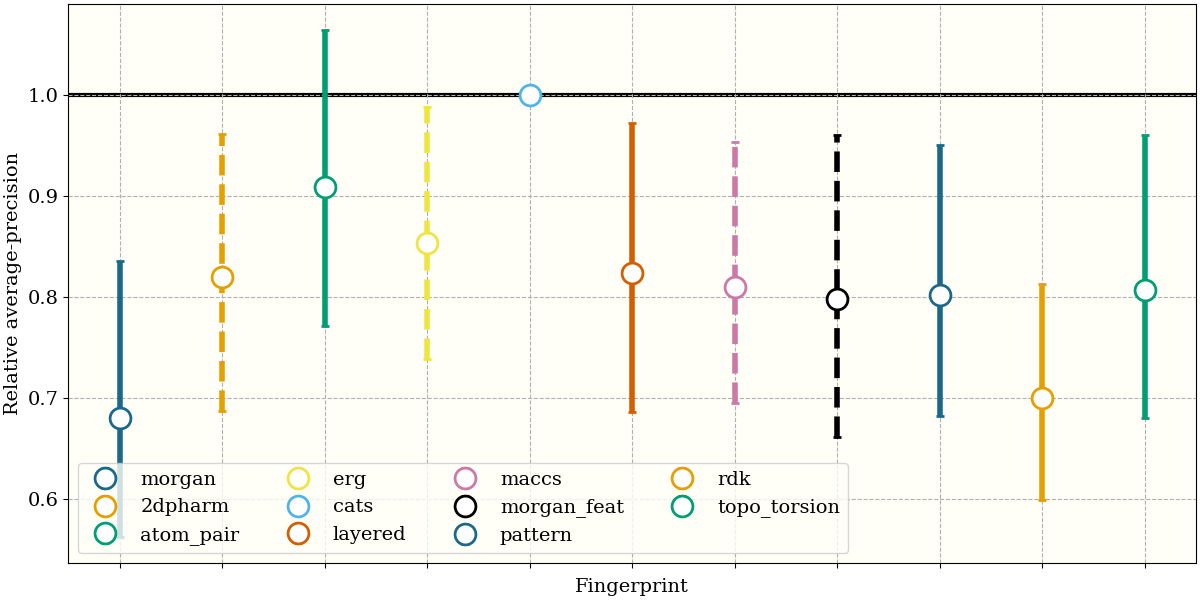 1.0
0.9
0.8
0.7
0.6
Relative average-precision
morgan
2dpharm
atom_pair
erg
cats
layered
maccs
morgan_feat
pattern
rdk
topo_torsion
Fingerprint